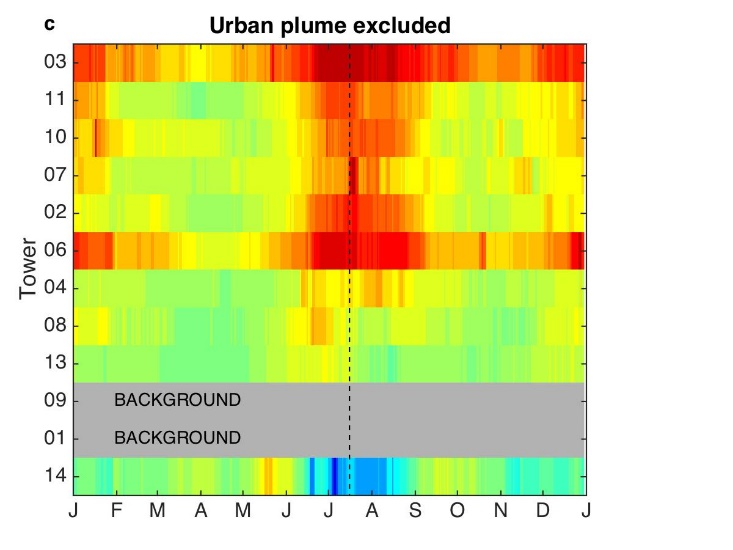 c
Urban plume excluded
Tower
03
11
10
07
02
06
04
08
13
09
01
14
BACKGROUND
BACKGROUND
J F M A M J J A S O N D J